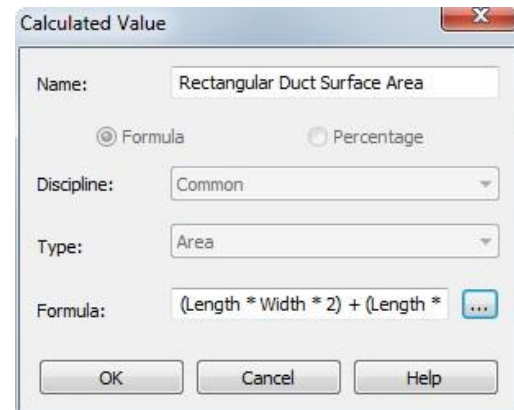 Calculated Value
Name: Rectangular Duct Surface Area
Formula Percentage
Discipline: Common
Type: Area
Formula: (Length * Width * 2) + (Length * ...
OK Cancel Help